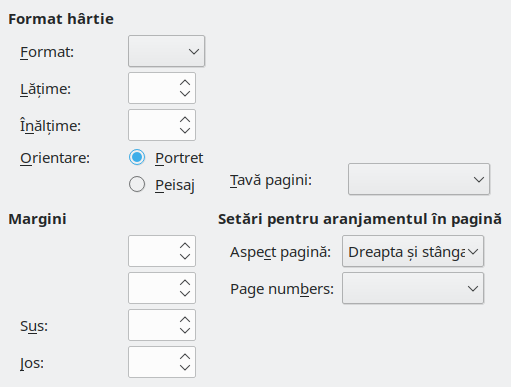 Format hârtie
Format:
Lățime:
Înălțime:
Orientare:
Portret
Peisaj
Tavă pagini:
Margini
Setări pentru aranjamentul în pagină
Aspect pagină:
Dreapta și stânga
Page numbers:
Sus:
Jos: